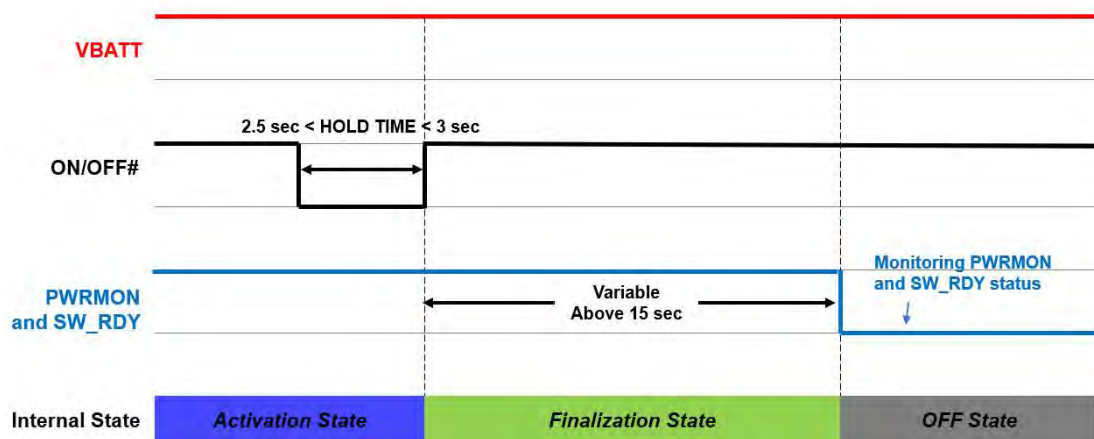 VBATT
2.5 sec < HOLD TIME < 3 sec
ON/OFF#
PWRMON
and SW_RDY
Variable
Above 15 sec
Monitoring PWRMON
and SW_RDY status
Internal State
Activation State
Finalization State
OFF State